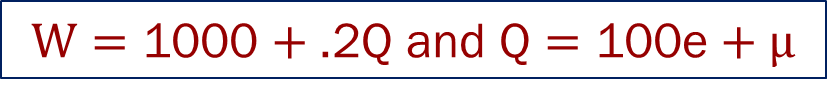 W = 1000 + .2Q and Q = 100e + μ